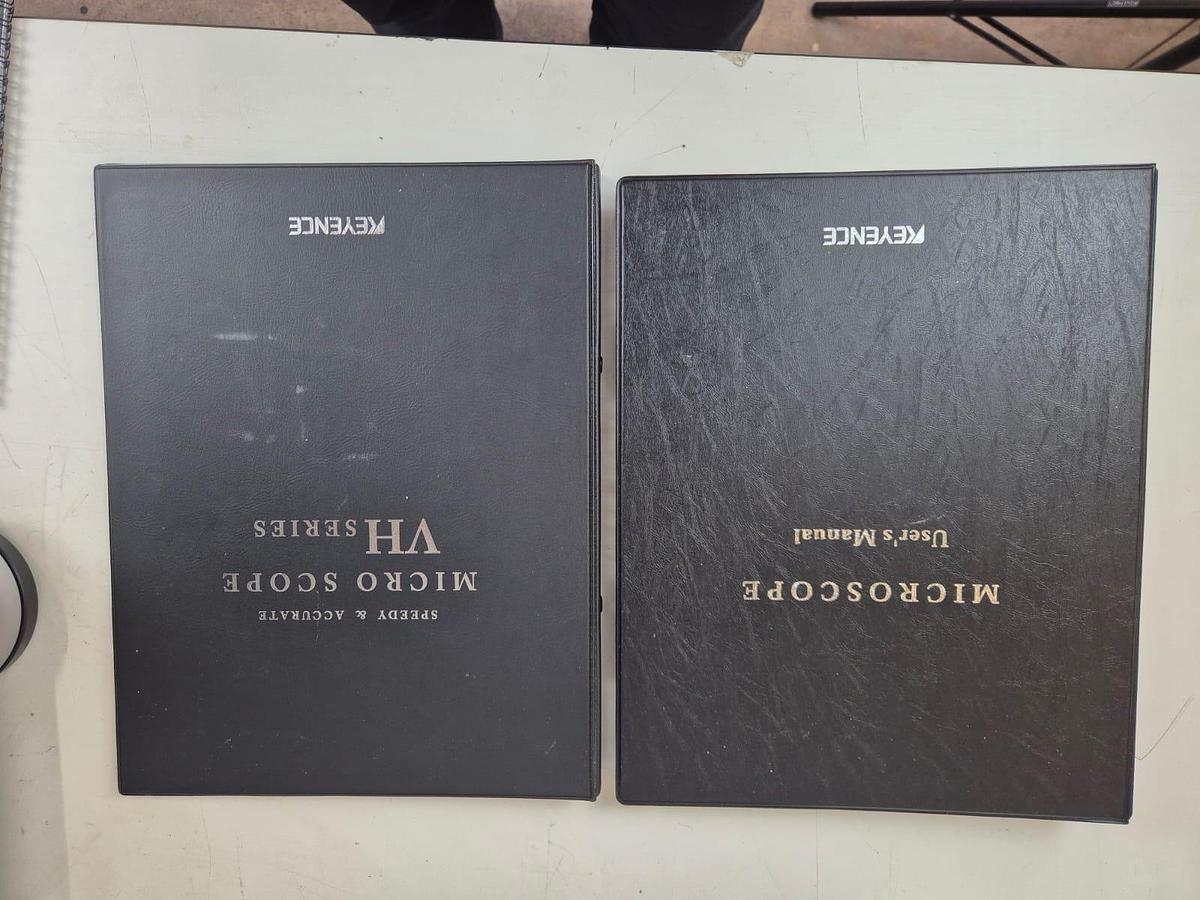 SPEEDY & ACCURATE
MICRO SCOPE
VH SERIES
KEYENCE
MICROSCOPE
User's Manual
KEYENCE